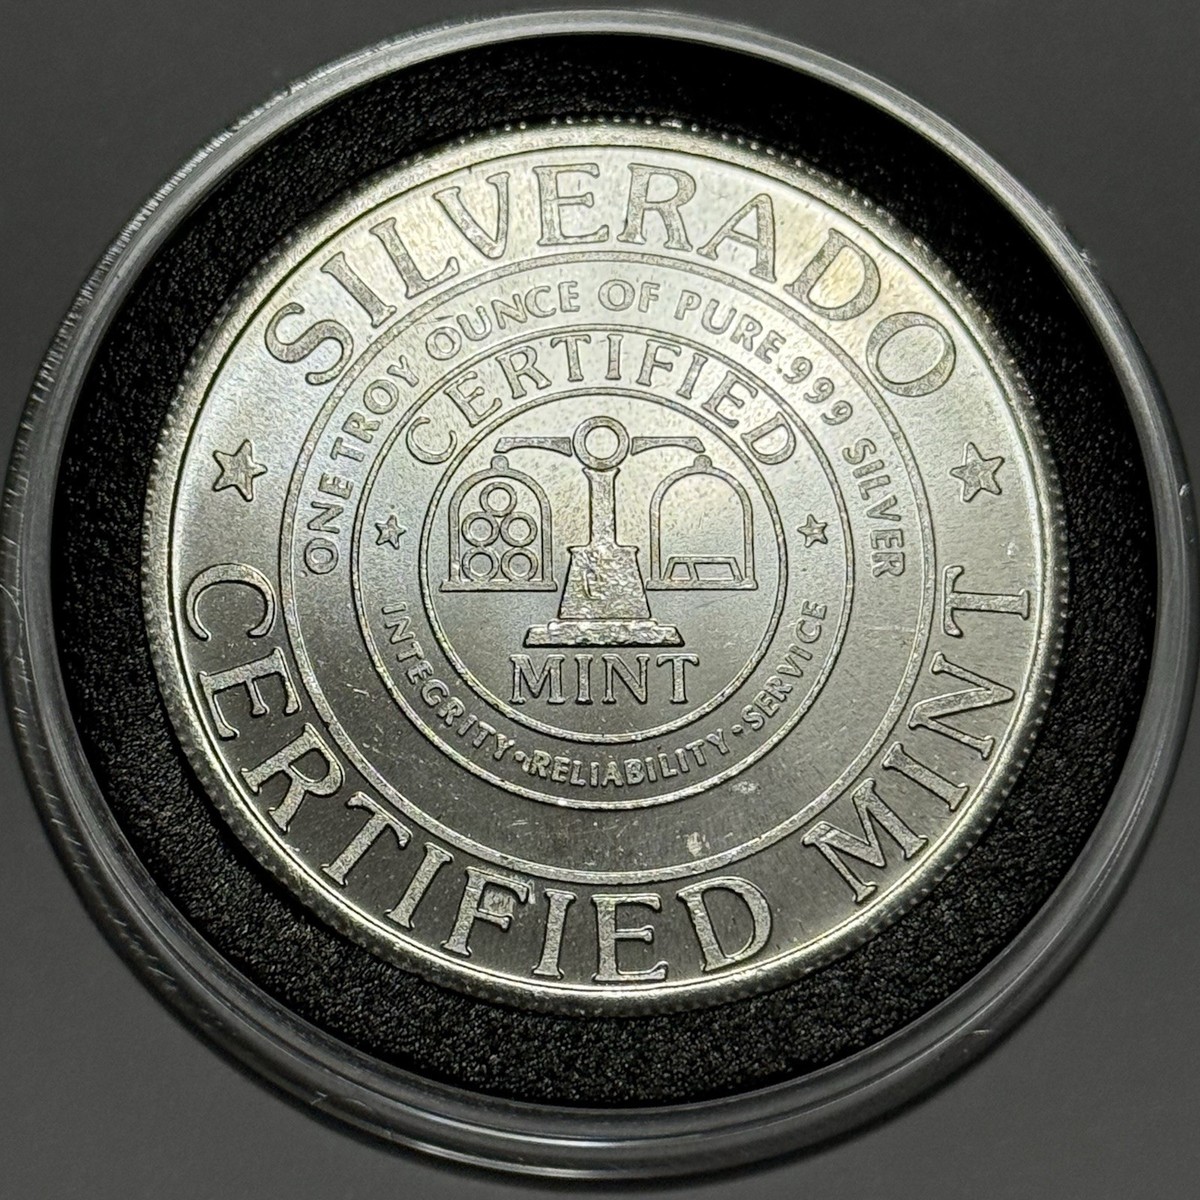 SILVERADO
CERTIFIED MINT
ONE TROY OUNCE OF PURE .999 SILVER
CERTIFIED
MINT
INTEGRITY • RELIABILITY • SERVICE